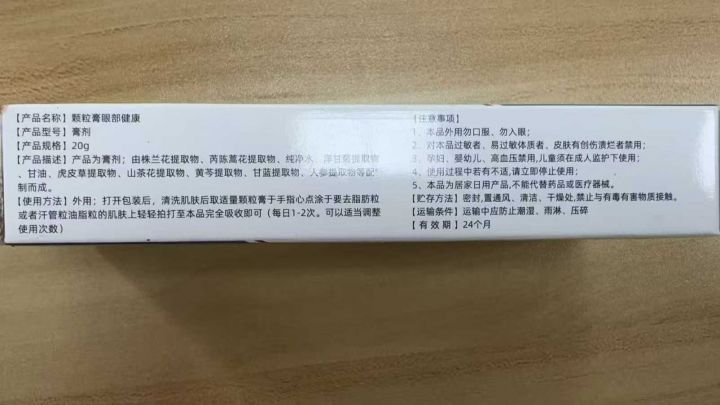 【产品名称】颗粒膏眼部健康
【产品型号】膏剂
【产品规格】20g
【产品描述】产品为膏剂；由株兰花提取物、芮陈蒿花提取物、纯净水、洋甘菊提取物
、甘油、虎皮草提取物、山茶花提取物、黄芩提取物、甘蓝提取物、人参提取物等配
制而成。
【使用方法】外用；打开包装后，清洗肌肤后取适量颗粒膏于手指心点涂于要去脂肪粒
或者汗管粒油脂粒的肌肤上轻轻拍打至本品完全吸收即可（每日1-2次。可以适当调整
使用次数）
【注意事项】
1、本品外用勿口服、勿入眼；
2、对本品过敏者、易过敏体质者、皮肤有创伤溃烂者禁用；
3、孕妇、婴幼儿、高血压禁用,儿童须在成人监护下使用；
4、使用过程中若有不适,请立即停止使用；
5、本品为居家日用产品,不能代替药品或医疗器械。
【贮存方法】密封,置通风、清洁、干燥处,禁止与有毒有害物质接触。
【运输条件】运输中应防止潮湿、雨淋、压碎
【有 效 期】24个月